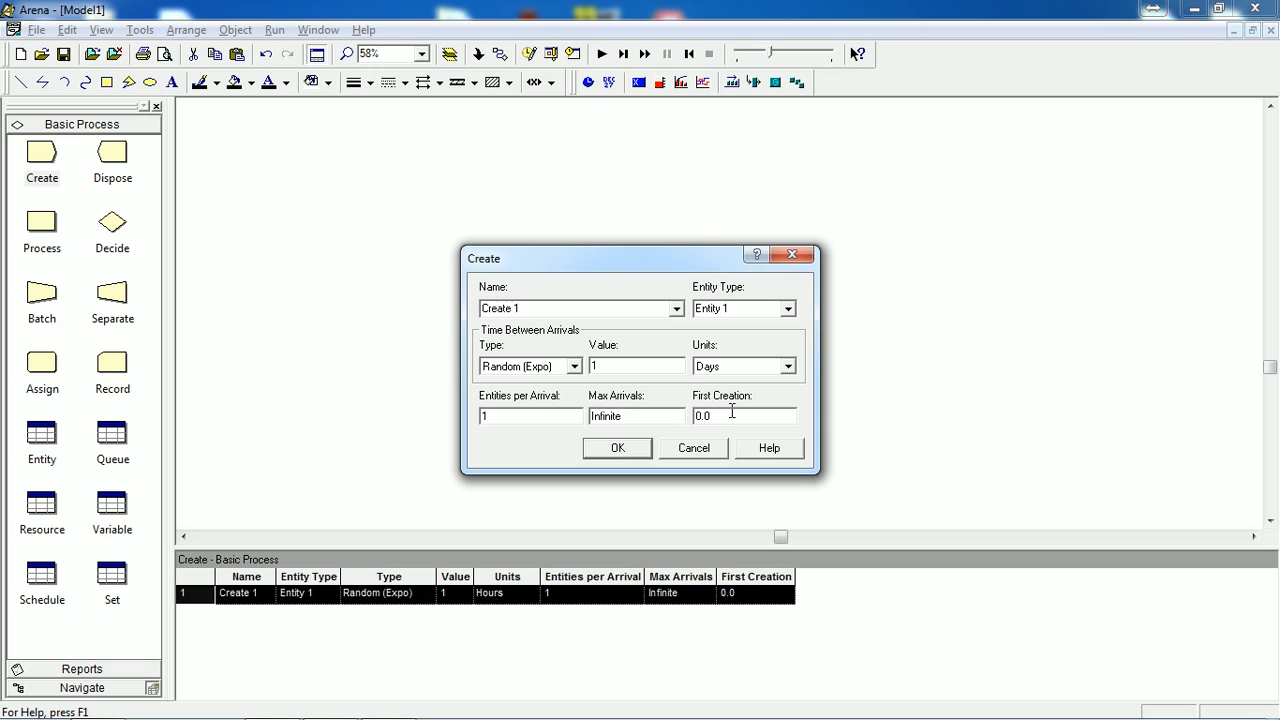 Arena - [Model1]
File Edit View Tools Arrange Object Run Window Help
58%
Basic Process
Create Dispose
Process Decide
Batch Separate
Assign Record
Entity Queue
Resource Variable
Schedule Set
Reports
Navigate
Create
Name: Entity Type:
Create 1 Entity 1
Time Between Arrivals
Type: Value: Units:
Random (Expo) 1 Days
Entities per Arrival: Max Arrivals: First Creation:
1 Infinite 0.0
OK Cancel Help
Create - Basic Process
Name Entity Type Type Value Units Entities per Arrival Max Arrivals First Creation
1 Create 1 Entity 1 Random (Expo) 1 Hours 1 Infinite 0.0
For Help, press F1